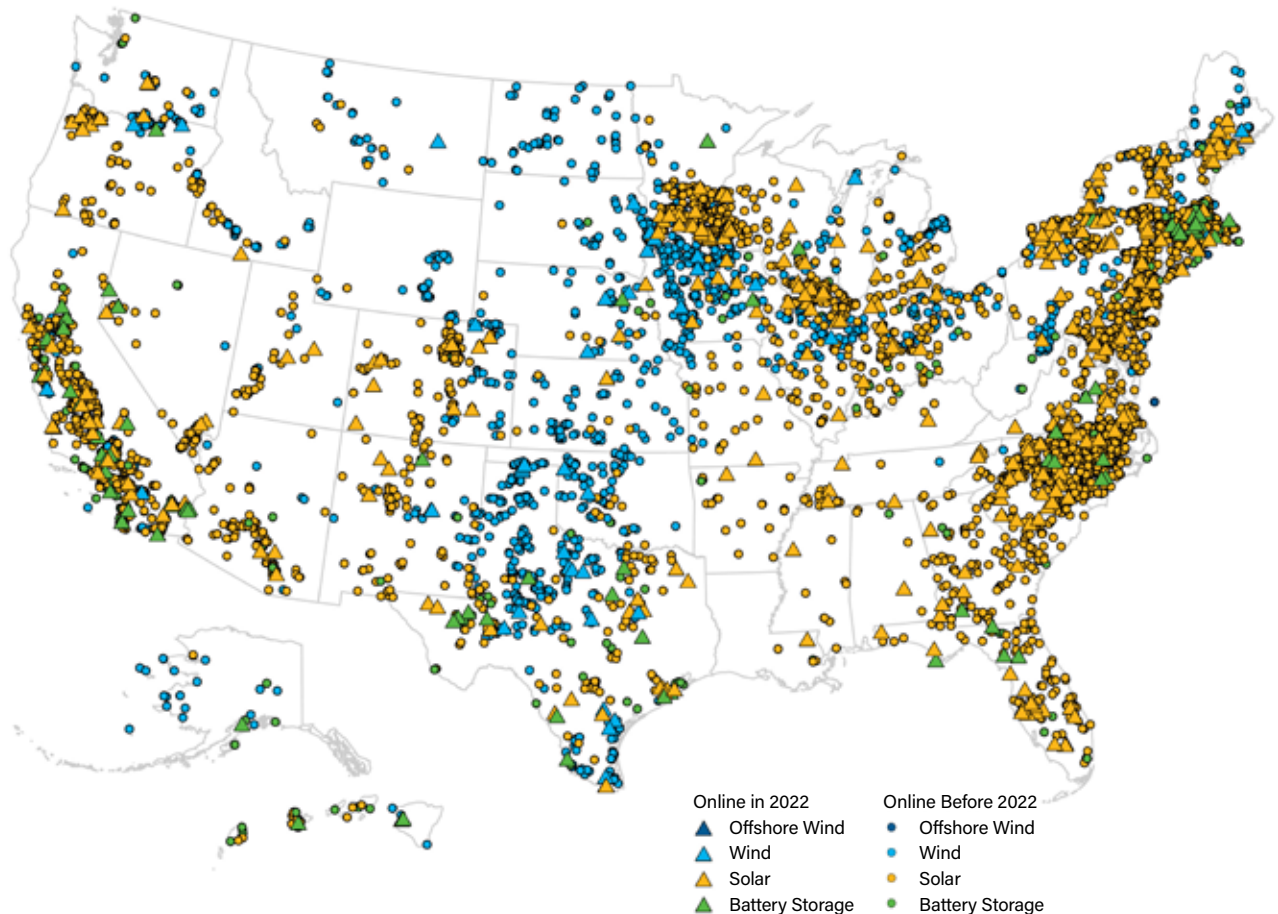 Online in 2022
Offshore Wind
Wind
Solar
Battery Storage
Online Before 2022
Offshore Wind
Wind
Solar
Battery Storage